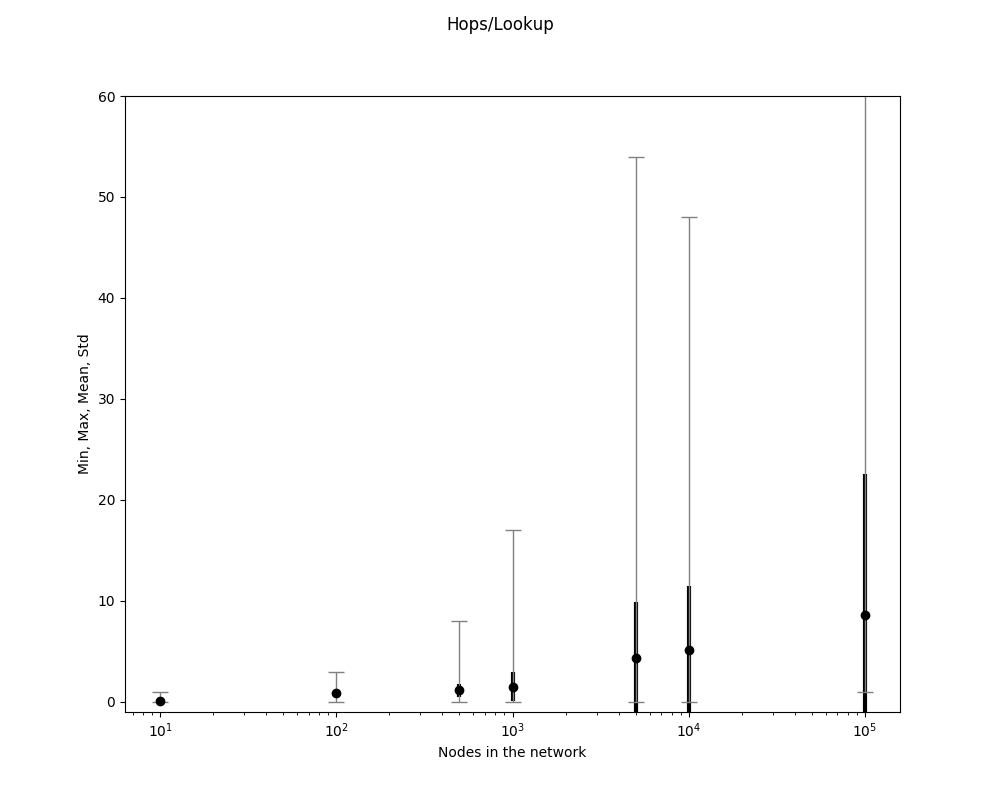 Hops/Lookup
Min, Max, Mean, Std
60
50
40
30
20
10
0
10¹ 10² 10³ 10⁴ 10⁵
Nodes in the network